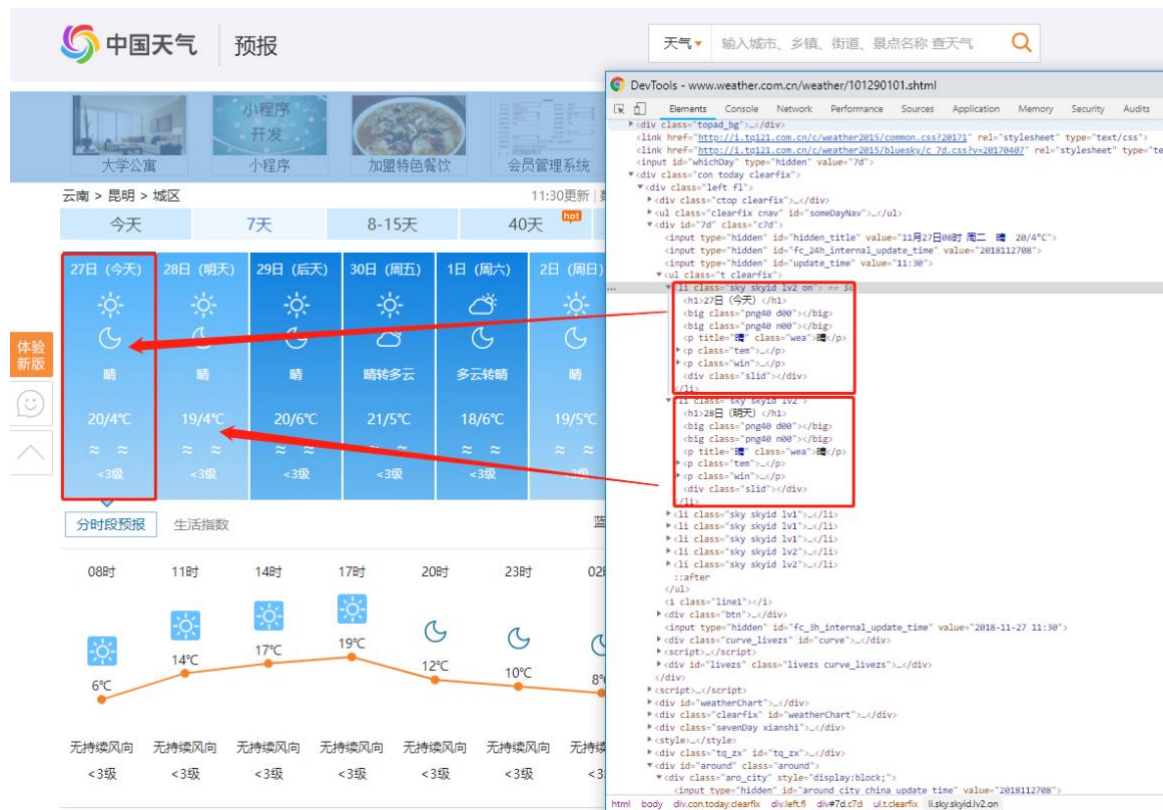 中国天气 预报
天气 输入城市、乡镇、街道、景点名称 查天气
大学公寓 小程序开发 小程序 加盟特色餐饮 会员管理系统
云南 > 昆明 > 城区 11:30更新
今天 7天 8-15天 40天 hot
27日（今天） 28日（明天） 29日（后天） 30日（周五） 1日（周六） 2日（周日）
晴 晴 晴 晴转多云 多云转晴 晴
20/4℃ 19/4℃ 20/6℃ 21/5℃ 18/6℃ 19/5℃
<3级 <3级 <3级 <3级 <3级 <3级
体验
新版
分时段预报 生活指数 蓝
08时 11时 14时 17时 20时 23时 02
6℃ 14℃ 17℃ 19℃ 12℃ 10℃ 8
无持续风向 无持续风向 无持续风向 无持续风向 无持续风向 无持续风向 无持续
<3级 <3级 <3级 <3级 <3级 <3级 <3
DevTools - www.weather.com.cn/weather/101290101.shtml
Elements Console Network Performance Sources Application Memory Security Audits
<div class="topad_bg">…</div>
<link href="http://i.tq121.com.cn/c/weather2015/common.css?20171" rel="stylesheet" type="text/css">
<link href="http://i.tq121.com.cn/c/weather2015/bluesky/c_7d.css?v=20170407" rel="stylesheet" type="te
<input id="whichDay" type="hidden" value="7d">
<div class="con today clearfix">
<div class="left fl">
<div class="ctop clearfix">…</div>
<ul class="clearfix cnav" id="someDayNav">…</ul>
<div id="7d" class="c7d">
<input type="hidden" id="hidden_title" value="11月27日08时 周二 晴 20/4°C">
<input type="hidden" id="fc_24h_internal_update_time" value="2018112708">
<input type="hidden" id="update_time" value="11:30">
<ul class="t clearfix">
<li class="sky skyid lv2 on"> == $0
<h1>27日（今天）</h1>
<big class="png40 d00"></big>
<big class="png40 n00"></big>
<p title="晴" class="wea">晴</p>
<p class="tem">…</p>
<p class="win">…</p>
<div class="slid"></div>
</li>
<li class="sky skyid lv2">
<h1>28日（明天）</h1>
<big class="png40 d00"></big>
<big class="png40 n00"></big>
<p title="晴" class="wea">晴</p>
<p class="tem">…</p>
<p class="win">…</p>
<div class="slid"></div>
</li>
<li class="sky skyid lv1">…</li>
<li class="sky skyid lv1">…</li>
<li class="sky skyid lv1">…</li>
<li class="sky skyid lv2">…</li>
<li class="sky skyid lv2">…</li>
::after
</ul>
<i class="line1"></i>
<div class="btn">…</div>
<input type="hidden" id="fc_3h_internal_update_time" value="2018-11-27 11:30">
<div class="curve_livezs" id="curve">…</div>
<script>…</script>
<div id="livezs" class="livezs curve_livezs">…</div>
</div>
<script>…</script>
<div id="weatherChart">…</div>
<div class="clearfix" id="weatherChart">…</div>
<div class="sevenDay xianshi">…</div>
<style>…</style>
<div class="tq_zx" id="tq_zx">…</div>
<div id="around" class="around">
<div class="aro_city" style="display:block;">
<input type="hidden" id="around_city_china_update_time" value="2018112708">
html body div.con.today.clearfix div.left.fl div#7d.c7d ul.t.clearfix li.sky.skyid.lv2.on